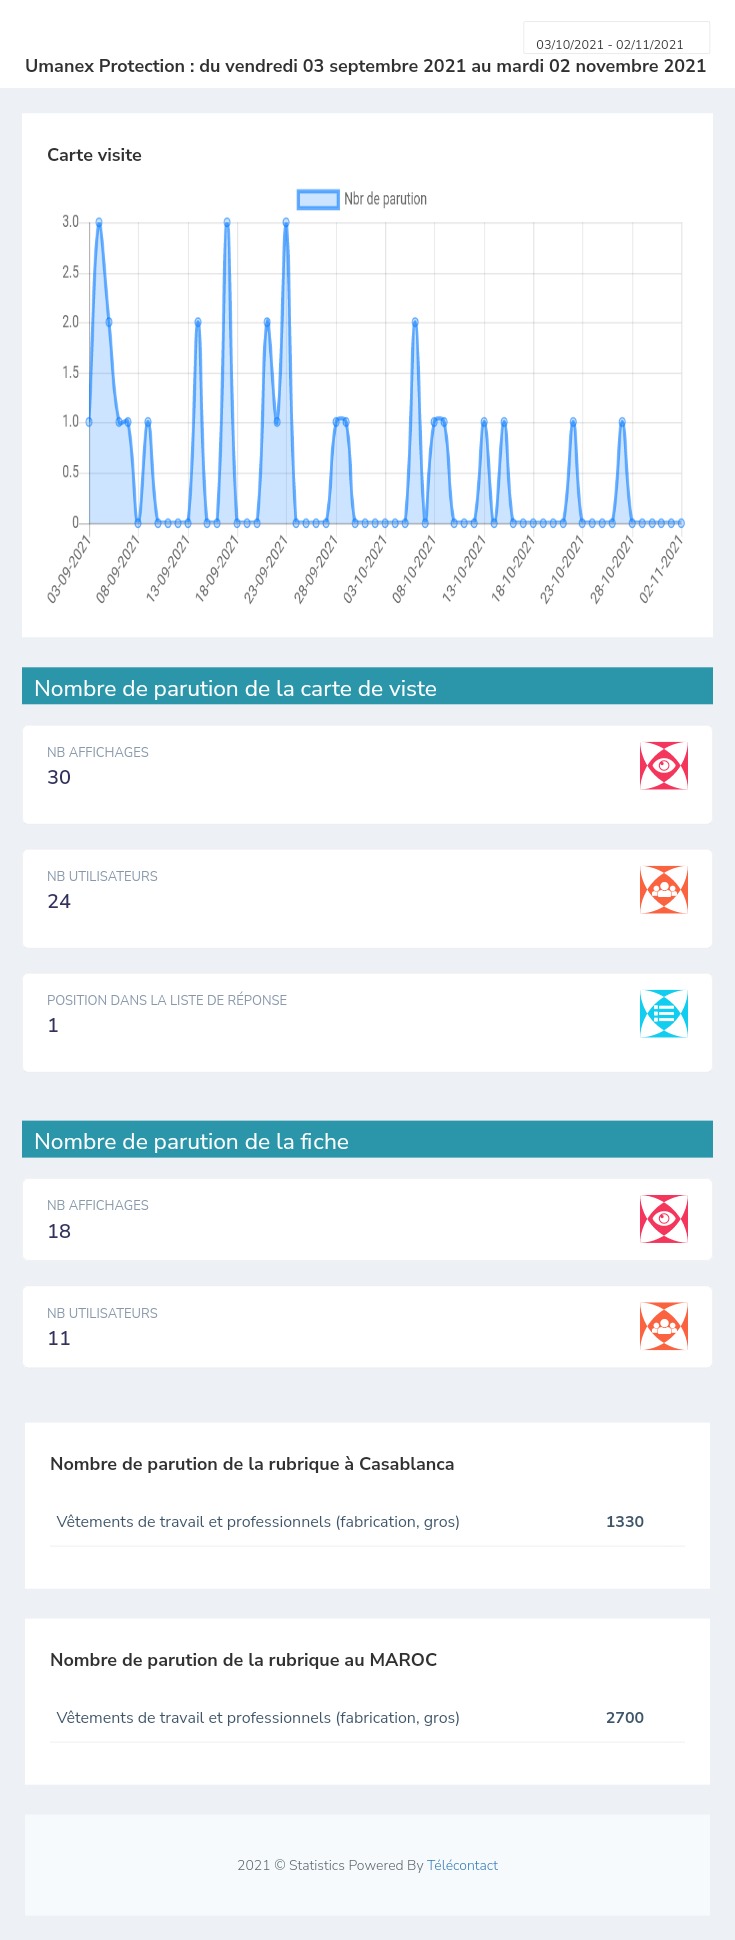 03/10/2021 - 02/11/2021
Umanex Protection : du vendredi 03 septembre 2021 au mardi 02 novembre 2021
Carte visite
Nbr de parution
3.0
2.5
2.0
1.5
1.0
0.5
0
03-09-2021
08-09-2021
13-09-2021
18-09-2021
23-09-2021
28-09-2021
03-10-2021
08-10-2021
13-10-2021
18-10-2021
23-10-2021
28-10-2021
02-11-2021
Nombre de parution de la carte de viste
NB AFFICHAGES
30
NB UTILISATEURS
24
POSITION DANS LA LISTE DE RÉPONSE
1
Nombre de parution de la fiche
NB AFFICHAGES
18
NB UTILISATEURS
11
Nombre de parution de la rubrique à Casablanca
Vêtements de travail et professionnels (fabrication, gros) 1330
Nombre de parution de la rubrique au MAROC
Vêtements de travail et professionnels (fabrication, gros) 2700
2021 © Statistics Powered By Télécontact